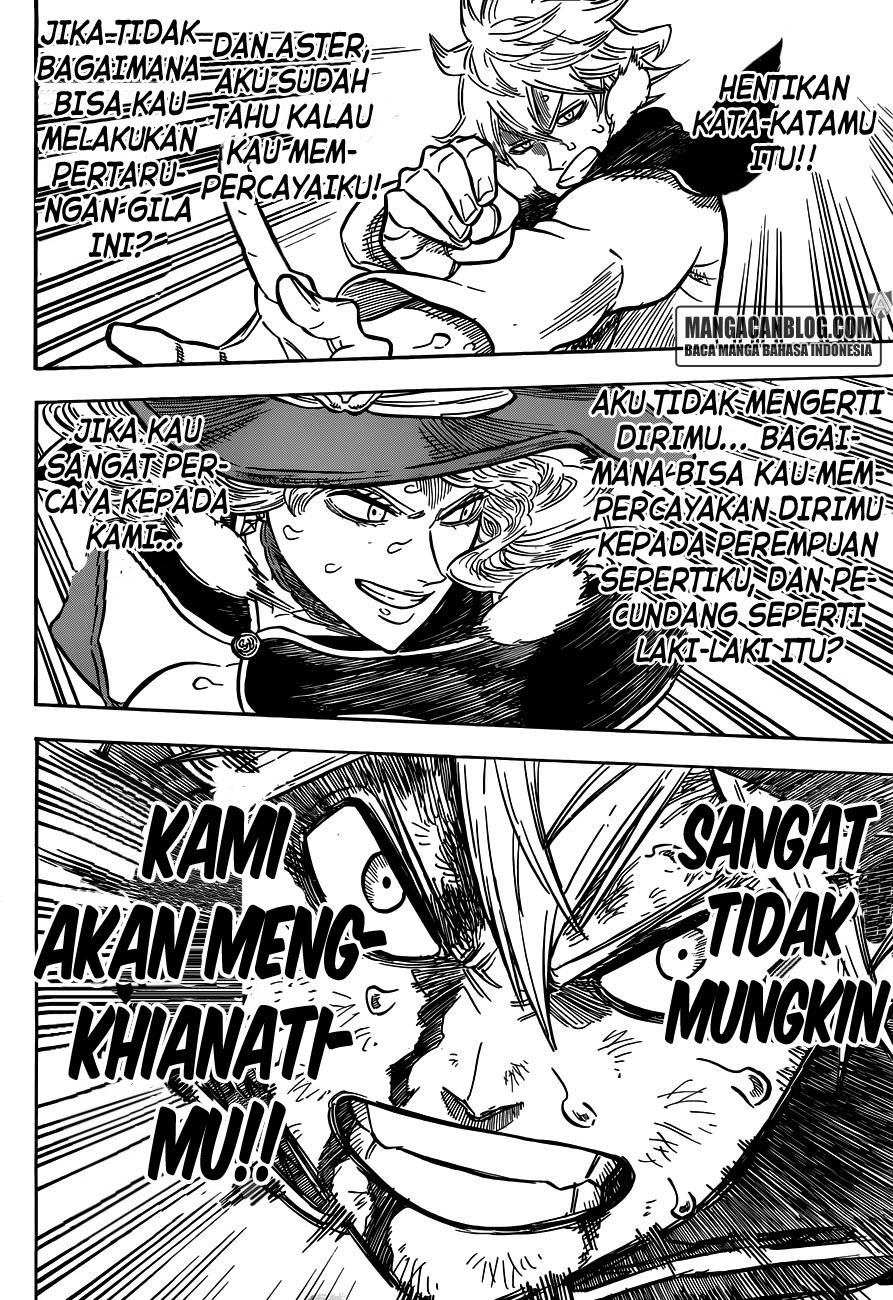 HENTIKAN
KATA-KATAMU
ITU!!
DAN ASTER,
AKU SUDAH
TAHU KALAU
KAU MEM-
PERCAYAIKU!
JIKA TIDAK
BAGAIMANA
BISA KAU
MELAKUKAN
PERTARU-
NGAN GILA
INI?
MANGACANBLOG.COM
BACA MANGA BAHASA INDONESIA
AKU TIDAK MENGERTI
DIRIMU... BAGAI-
MANA BISA KAU MEM-
PERCAYAKAN DIRIMU
KEPADA PEREMPUAN
SEPERTIKU, DAN PE-
CUNDANG SEPERTI
LAKI-LAKI ITU?
JIKA KAU
SANGAT PER-
CAYA KEPADA
KAMI...
SANGAT
TIDAK
MUNGKIN
KAMI
AKAN MENG-
KHIANATI-
MU!!